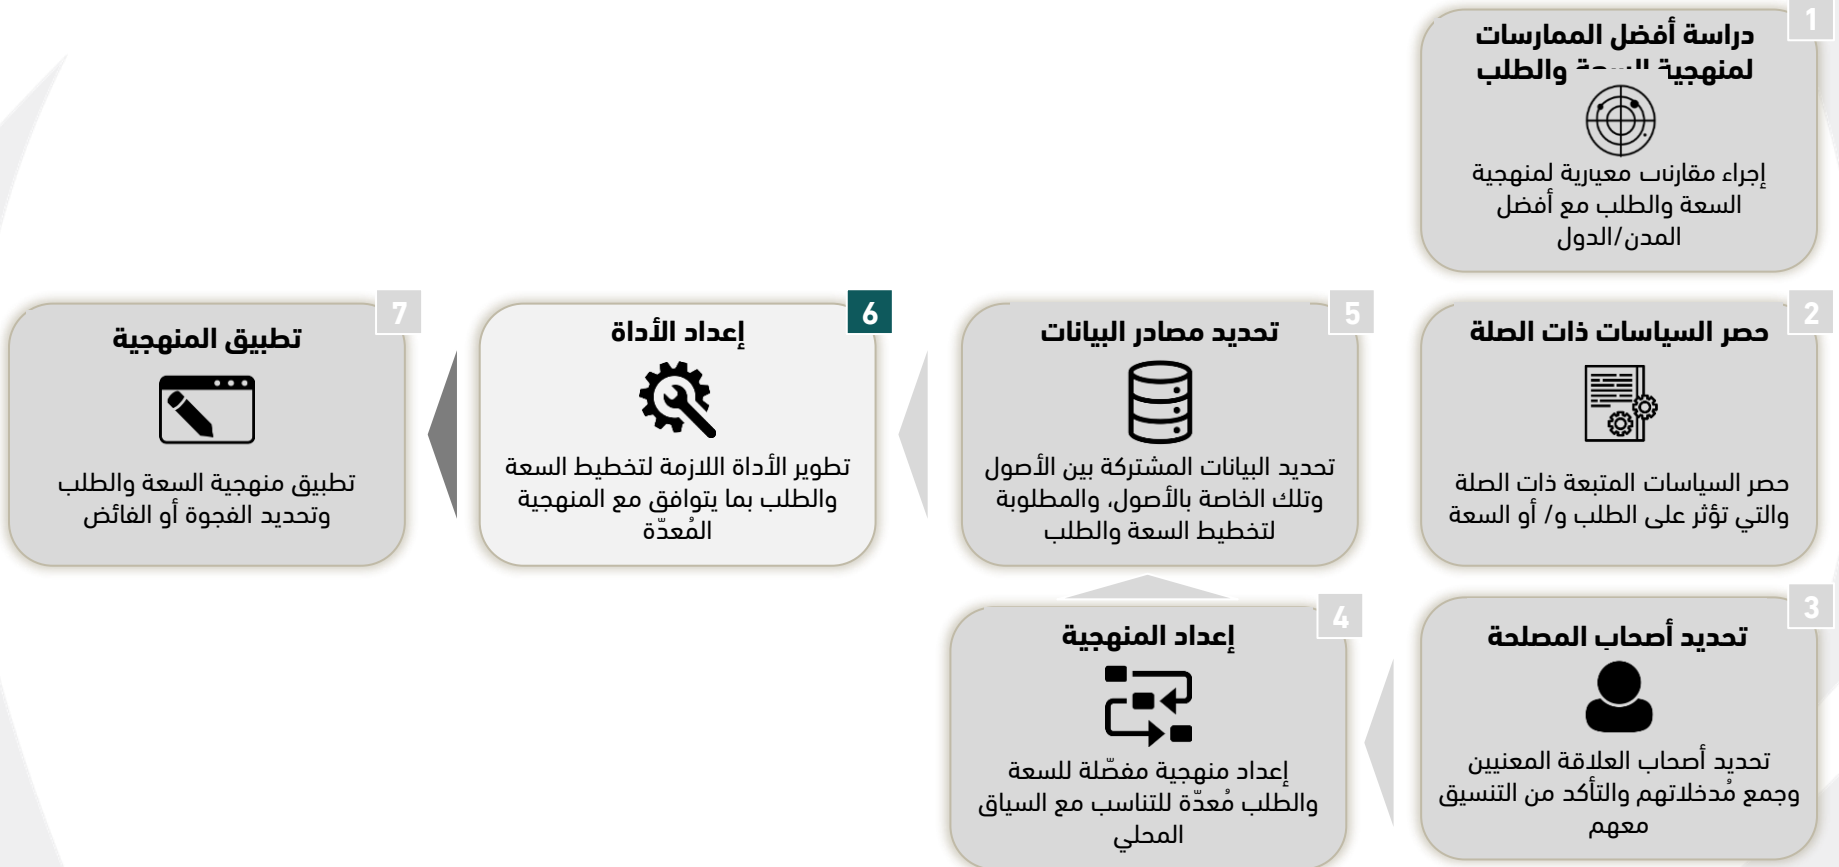 1
دراسة أفضل الممارسات
لمنهجية السعة والطلب
إجراء مقارنات معيارية لمنهجية
السعة والطلب مع أفضل
المدن/الدول
2
حصر السياسات ذات الصلة
حصر السياسات المتبعة ذات الصلة
والتي تؤثر على الطلب و/ أو السعة
3
تحديد أصحاب المصلحة
تحديد أصحاب العلاقة المعنيين
وجمع مُدخلاتهم والتأكد من التنسيق
معهم
4
إعداد المنهجية
إعداد منهجية مفصّلة للسعة
والطلب مُعدّة للتناسب مع السياق
المحلي
5
تحديد مصادر البيانات
تحديد البيانات المشتركة بين الأصول
وتلك الخاصة بالأصول، والمطلوبة
لتخطيط السعة والطلب
6
إعداد الأداة
تطوير الأداة اللازمة لتخطيط السعة
والطلب بما يتوافق مع المنهجية
المُعدّة
7
تطبيق المنهجية
تطبيق منهجية السعة والطلب
وتحديد الفجوة أو الفائض